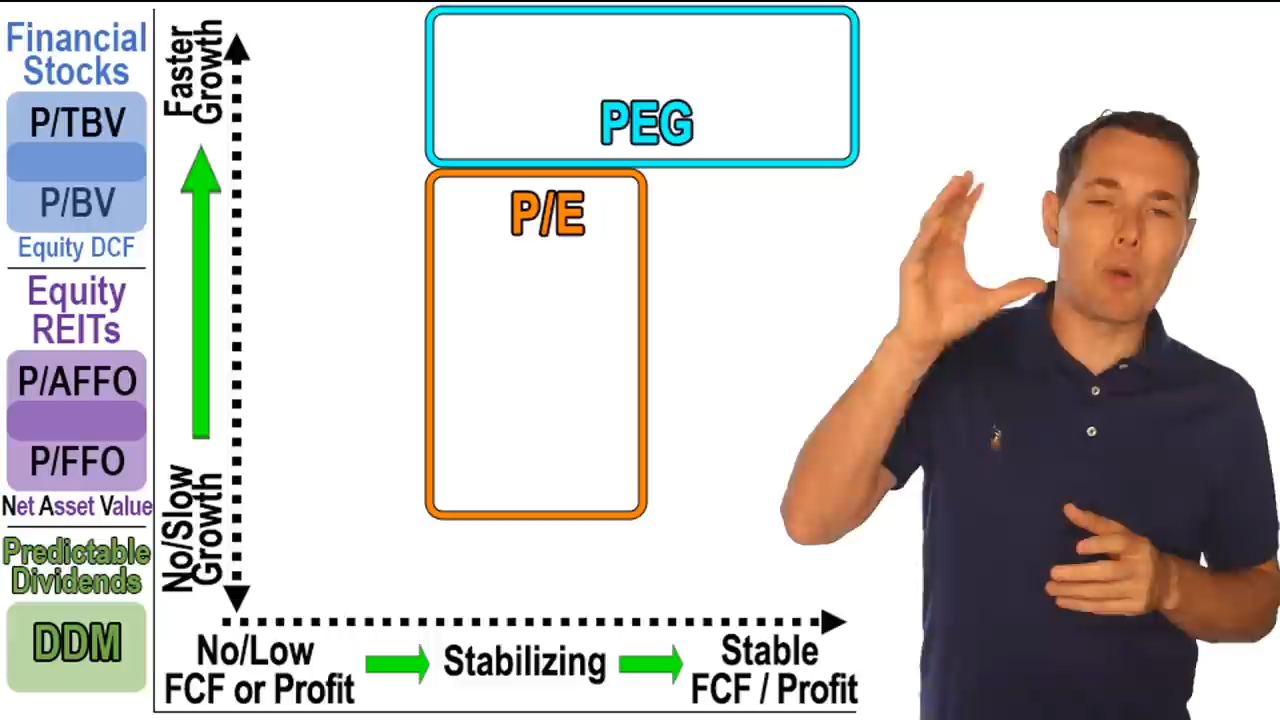 Financial
Stocks
P/TBV
P/BV
Equity DCF
Equity
REITs
P/AFFO
P/FFO
Net Asset Value
Predictable
Dividends
DDM
Faster
Growth
No/Slow
Growth
PEG
P/E
No/Low
FCF or Profit
Stabilizing
Stable
FCF / Profit